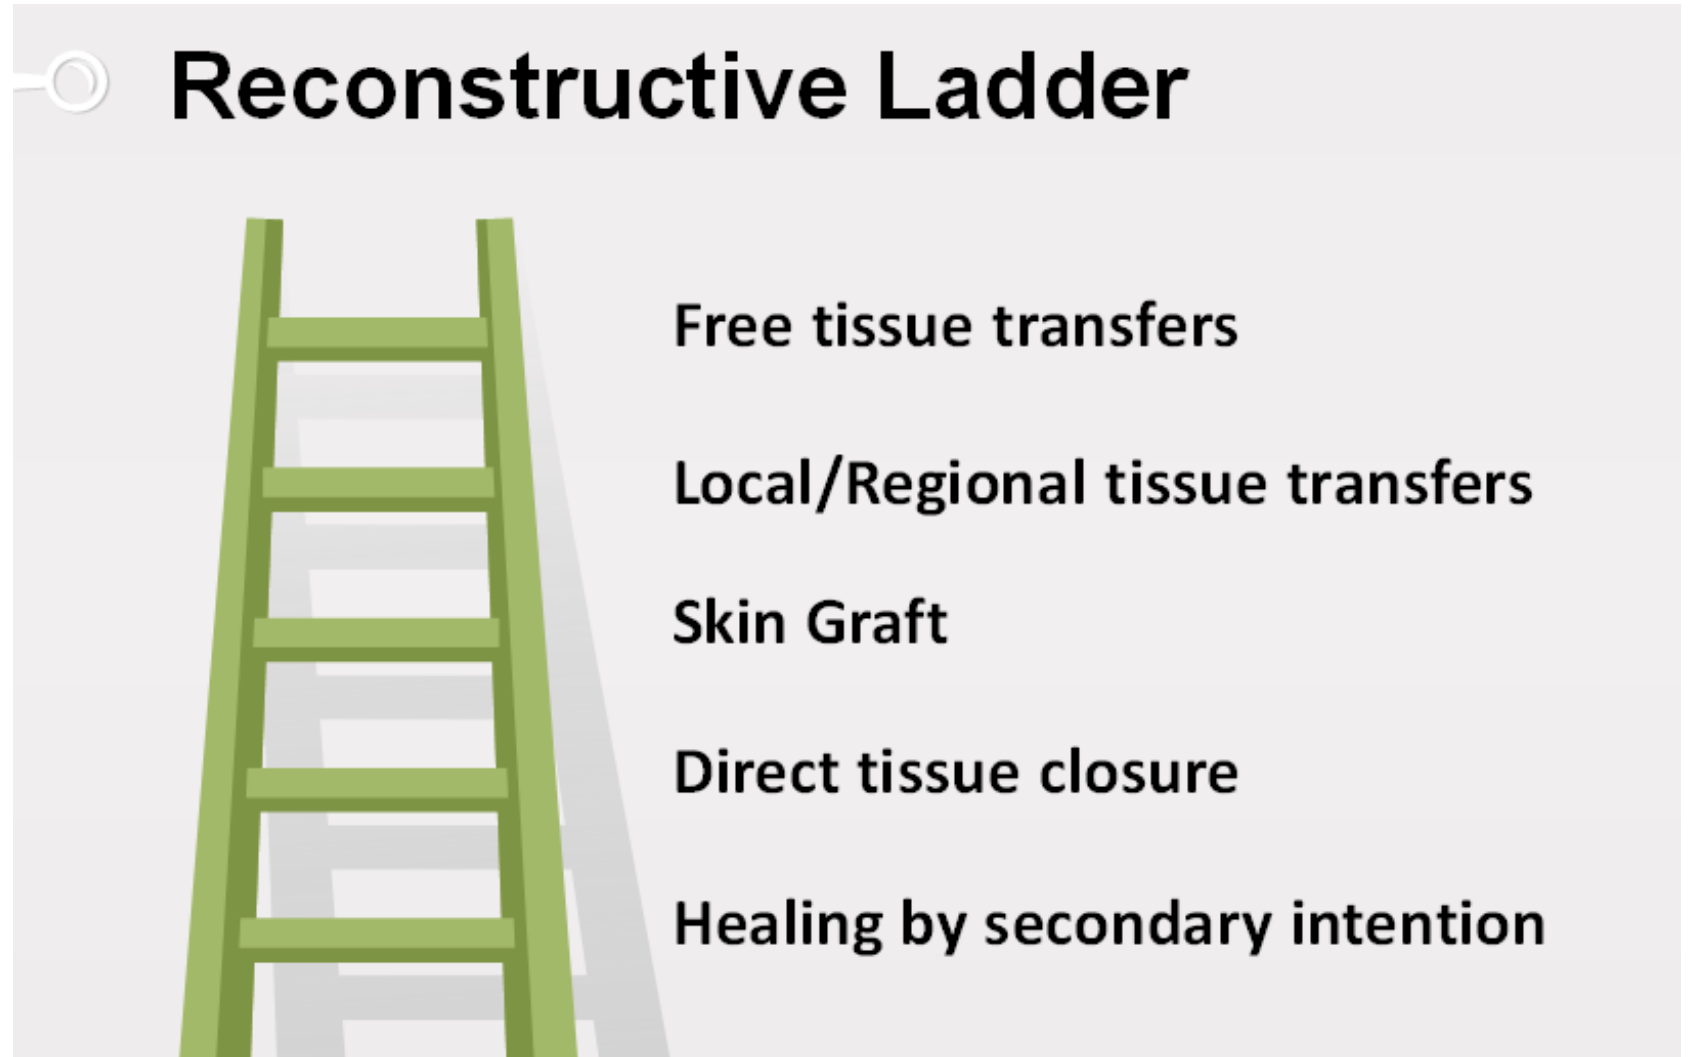 Reconstructive Ladder
Free tissue transfers
Local/Regional tissue transfers
Skin Graft
Direct tissue closure
Healing by secondary intention